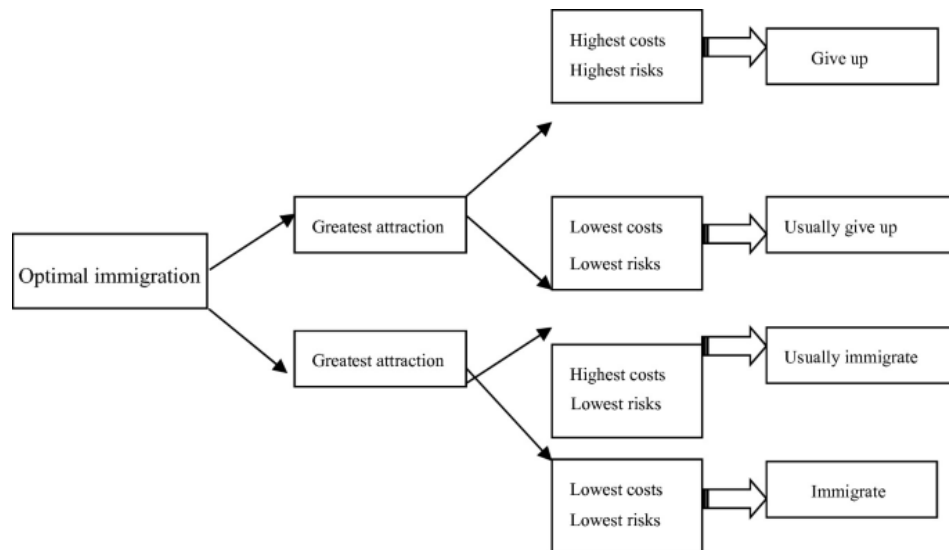 Optimal immigration
Greatest attraction
Highest costs
Highest risks
Give up
Lowest costs
Lowest risks
Usually give up
Greatest attraction
Highest costs
Lowest risks
Usually immigrate
Lowest costs
Lowest risks
Immigrate